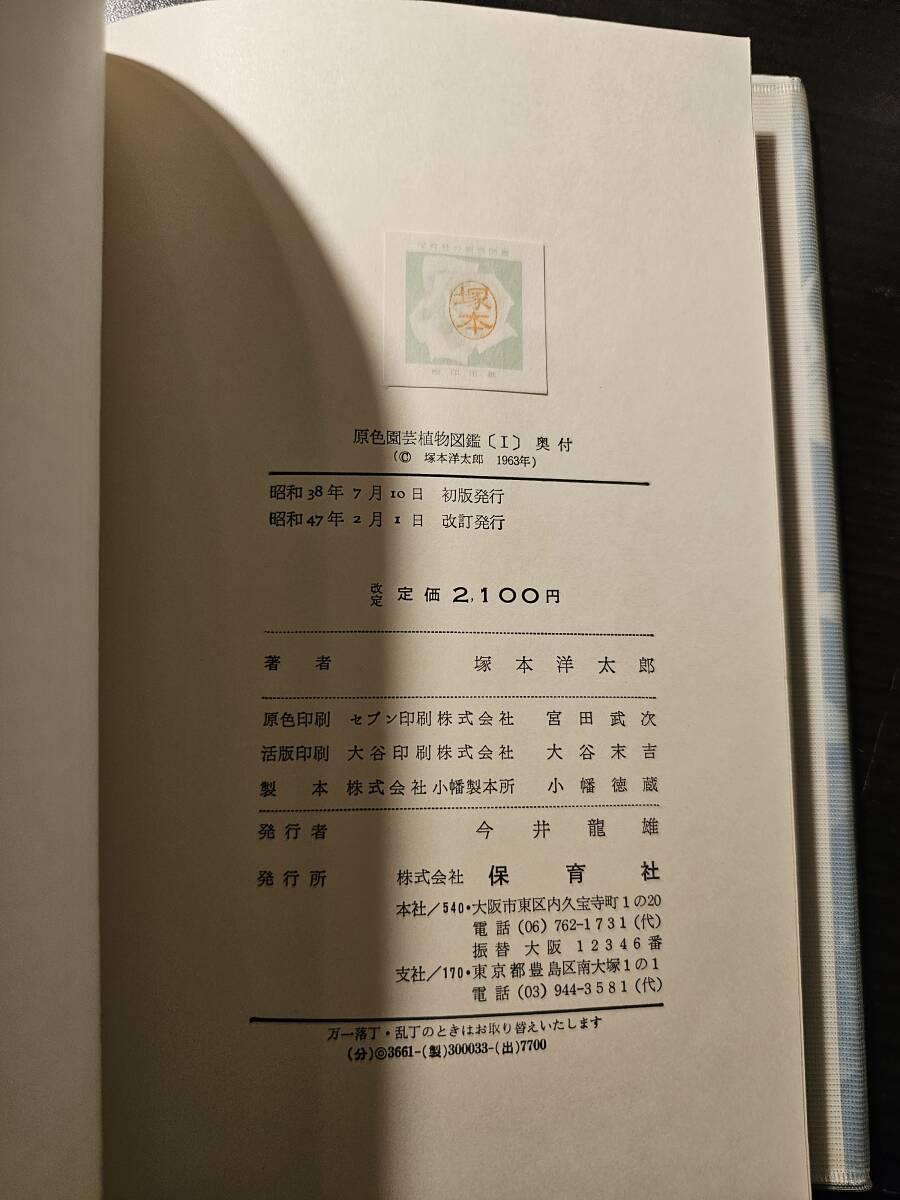 塚本
原色園芸植物図鑑〔I〕 奥付
(© 塚本洋太郎 1963年)
昭和38年 7月10日 初版発行
昭和47年 2月 1日 改訂発行
改定 定価 2,100円
著者 塚本洋太郎
原色印刷 セブン印刷株式会社 宮田武次
活版印刷 大谷印刷株式会社 大谷末吉
製本 株式会社小幡製本所 小幡徳蔵
発行者 今井龍雄
発行所 株式会社 保育社
本社/540・大阪市東区内久宝寺町1の20
電話 (06) 762-1731 (代)
振替 大阪 12346番
支社/170・東京都豊島区南大塚1の1
電話 (03) 944-3581 (代)
万一落丁・乱丁のときはお取り替えいたします
(分)◎3661-(製)300033-(出)7700